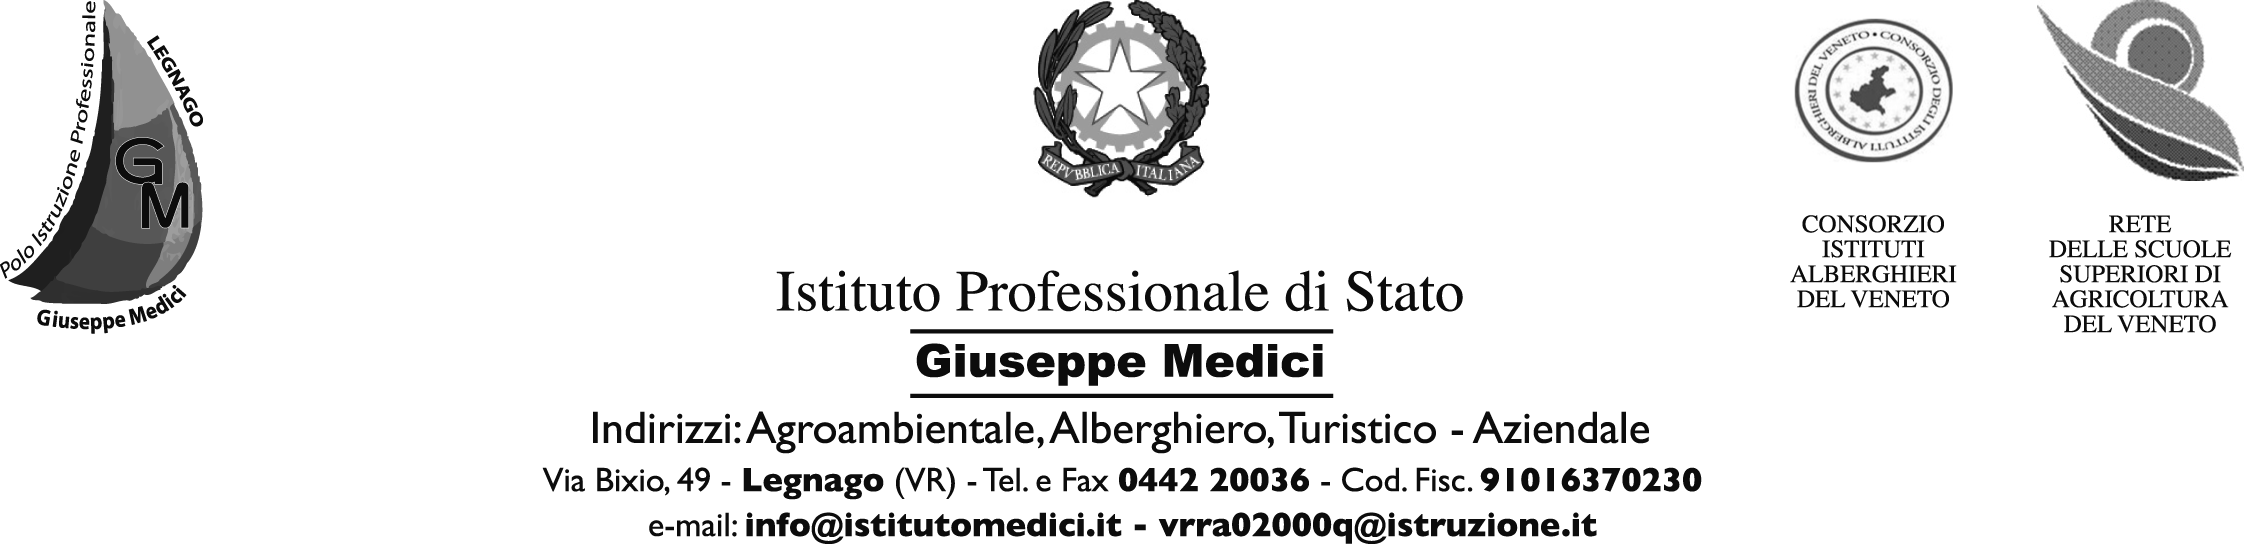 Polo Istruzione Professionale
LEGNAGO
GM
Giuseppe Medici
REPVBBLICA ITALIANA
CONSORZIO DEGLI ISTITUTI ALBERGHIERI DEL VENETO •
CONSORZIO
ISTITUTI
ALBERGHIERI
DEL VENETO
RETE
DELLE SCUOLE
SUPERIORI DI
AGRICOLTURA
DEL VENETO
Istituto Professionale di Stato
Giuseppe Medici
Indirizzi: Agroambientale, Alberghiero, Turistico - Aziendale
Via Bixio, 49 - Legnago (VR) - Tel. e Fax 0442 20036 - Cod. Fisc. 91016370230
e-mail: info@istitutomedici.it - vrra02000q@istruzione.it